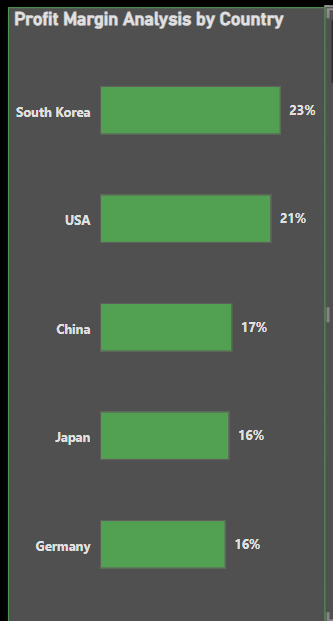 Profit Margin Analysis by Country
South Korea 23%
USA 21%
China 17%
Japan 16%
Germany 16%